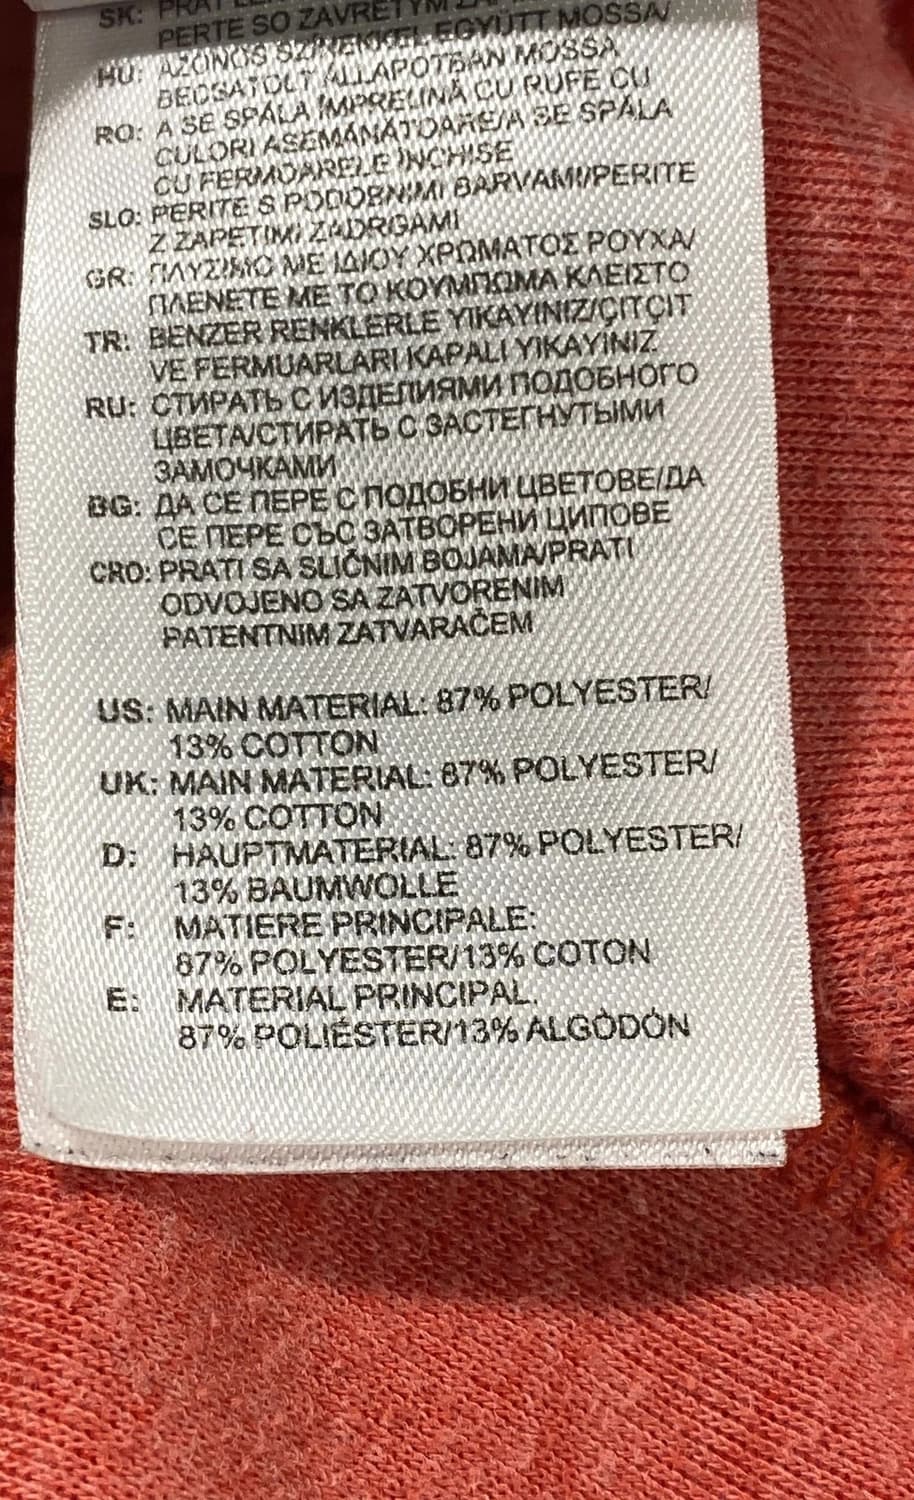 SK:
PERTE SO ZAVRETÝM
HU: AZONOS SZÍNEKKEL EGYÜTT MOSSA/
BECSATOLT ÁLLAPOTBAN MOSSA
RO: A SE SPĂLA ÎMPREUNĂ CU RUFE CU
CULORI ASEMĂNĂTOARE/A SE SPĂLA
CU FERMOARELE ÎNCHISE
SLO: PERITE S PODOBNIMI BARVAMI/PERITE
Z ZAPETIMI ZADRGAMI
GR: ΠΛΥΣΙΜΟ ΜΕ ΙΔΙΟΥ ΧΡΩΜΑΤΟΣ ΡΟΥΧΑ/
ΠΛΕΝΕΤΕ ΜΕ ΤΟ ΚΟΥΜΠΩΜΑ ΚΛΕΙΣΤΟ
TR: BENZER RENKLERLE YIKAYINIZ/ÇITÇIT
VE FERMUARLARI KAPALI YIKAYINIZ.
RU: СТИРАТЬ С ИЗДЕЛИЯМИ ПОДОБНОГО
ЦВЕТА/СТИРАТЬ С ЗАСТЕГНУТЫМИ
ЗАМОЧКАМИ
BG: ДА СЕ ПЕРЕ С ПОДОБНИ ЦВЕТОВЕ/ДА
СЕ ПЕРЕ СЪС ЗАТВОРЕНИ ЦИПОВЕ
CRO: PRATI SA SLIČNIM BOJAMA/PRATI
ODVOJENO SA ZATVORENIM
PATENTNIM ZATVARAČEM
US: MAIN MATERIAL: 87% POLYESTER/
13% COTTON
UK: MAIN MATERIAL: 87% POLYESTER/
13% COTTON
D: HAUPTMATERIAL: 87% POLYESTER/
13% BAUMWOLLE
F: MATIERE PRINCIPALE:
87% POLYESTER/13% COTON
E: MATERIAL PRINCIPAL.
87% POLIÉSTER/13% ALGÒDÓN